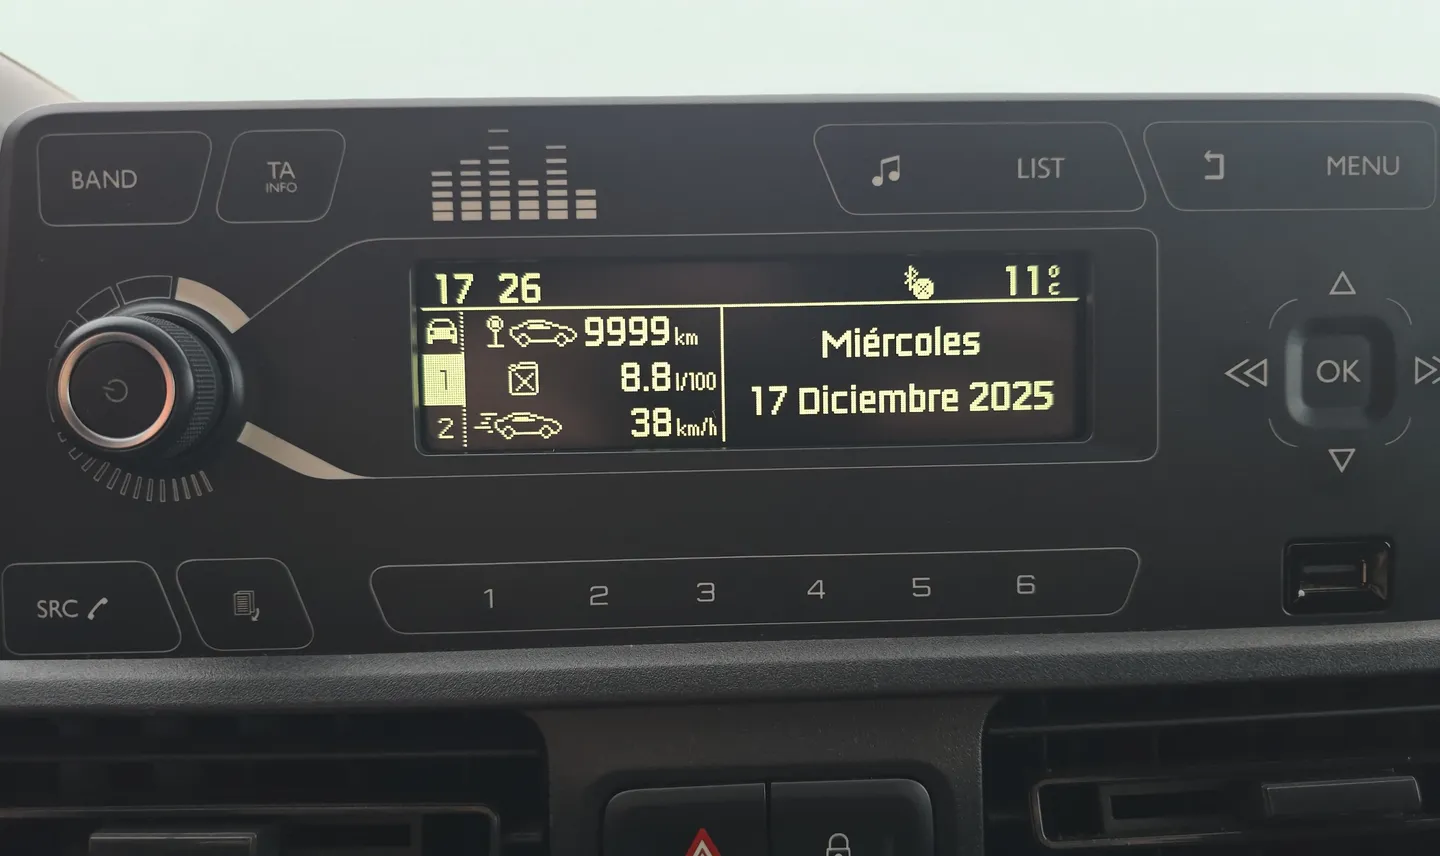 BAND
TA
INFO
LIST
MENU
17 26
11°C
9999 km
1
8.8 l/100
2
38 km/h
Miércoles
17 Diciembre 2025
OK
SRC
1 2 3 4 5 6